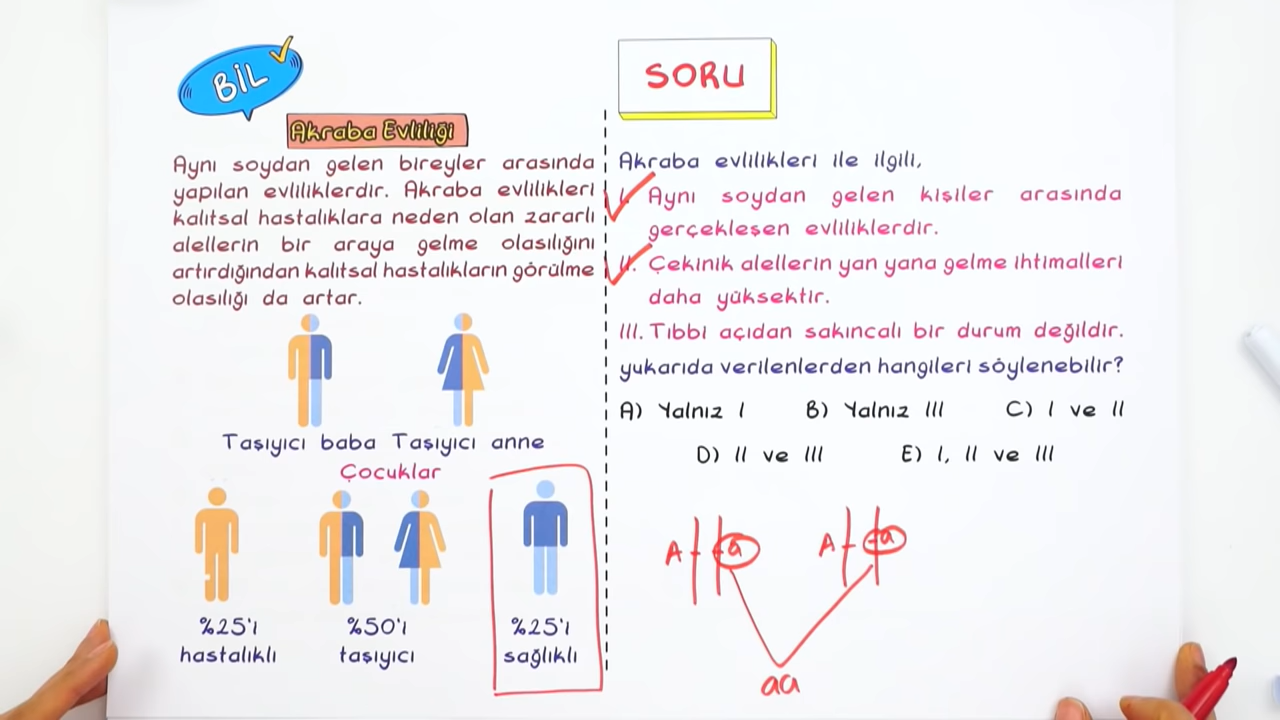 BİL
Akraba Evliliği
Aynı soydan gelen bireyler arasında
yapılan evliliklerdir. Akraba evlilikleri
kalıtsal hastalıklara neden olan zararlı
alellerin bir araya gelme olasılığını
artırdığından kalıtsal hastalıkların görülme
olasılığı da artar.
Taşıyıcı baba Taşıyıcı anne
Çocuklar
%25'i
hastalıklı
%50'i
taşıyıcı
%25'i
sağlıklı
SORU
Akraba evlilikleri ile ilgili,
I. Aynı soydan gelen kişiler arasında
gerçekleşen evliliklerdir.
II. Çekinik alellerin yan yana gelme ihtimalleri
daha yüksektir.
III. Tıbbi açıdan sakıncalı bir durum değildir.
yukarıda verilenlerden hangileri söylenebilir?
A) Yalnız I B) Yalnız III C) I ve II
D) II ve III E) I, II ve III
A a A a
aa